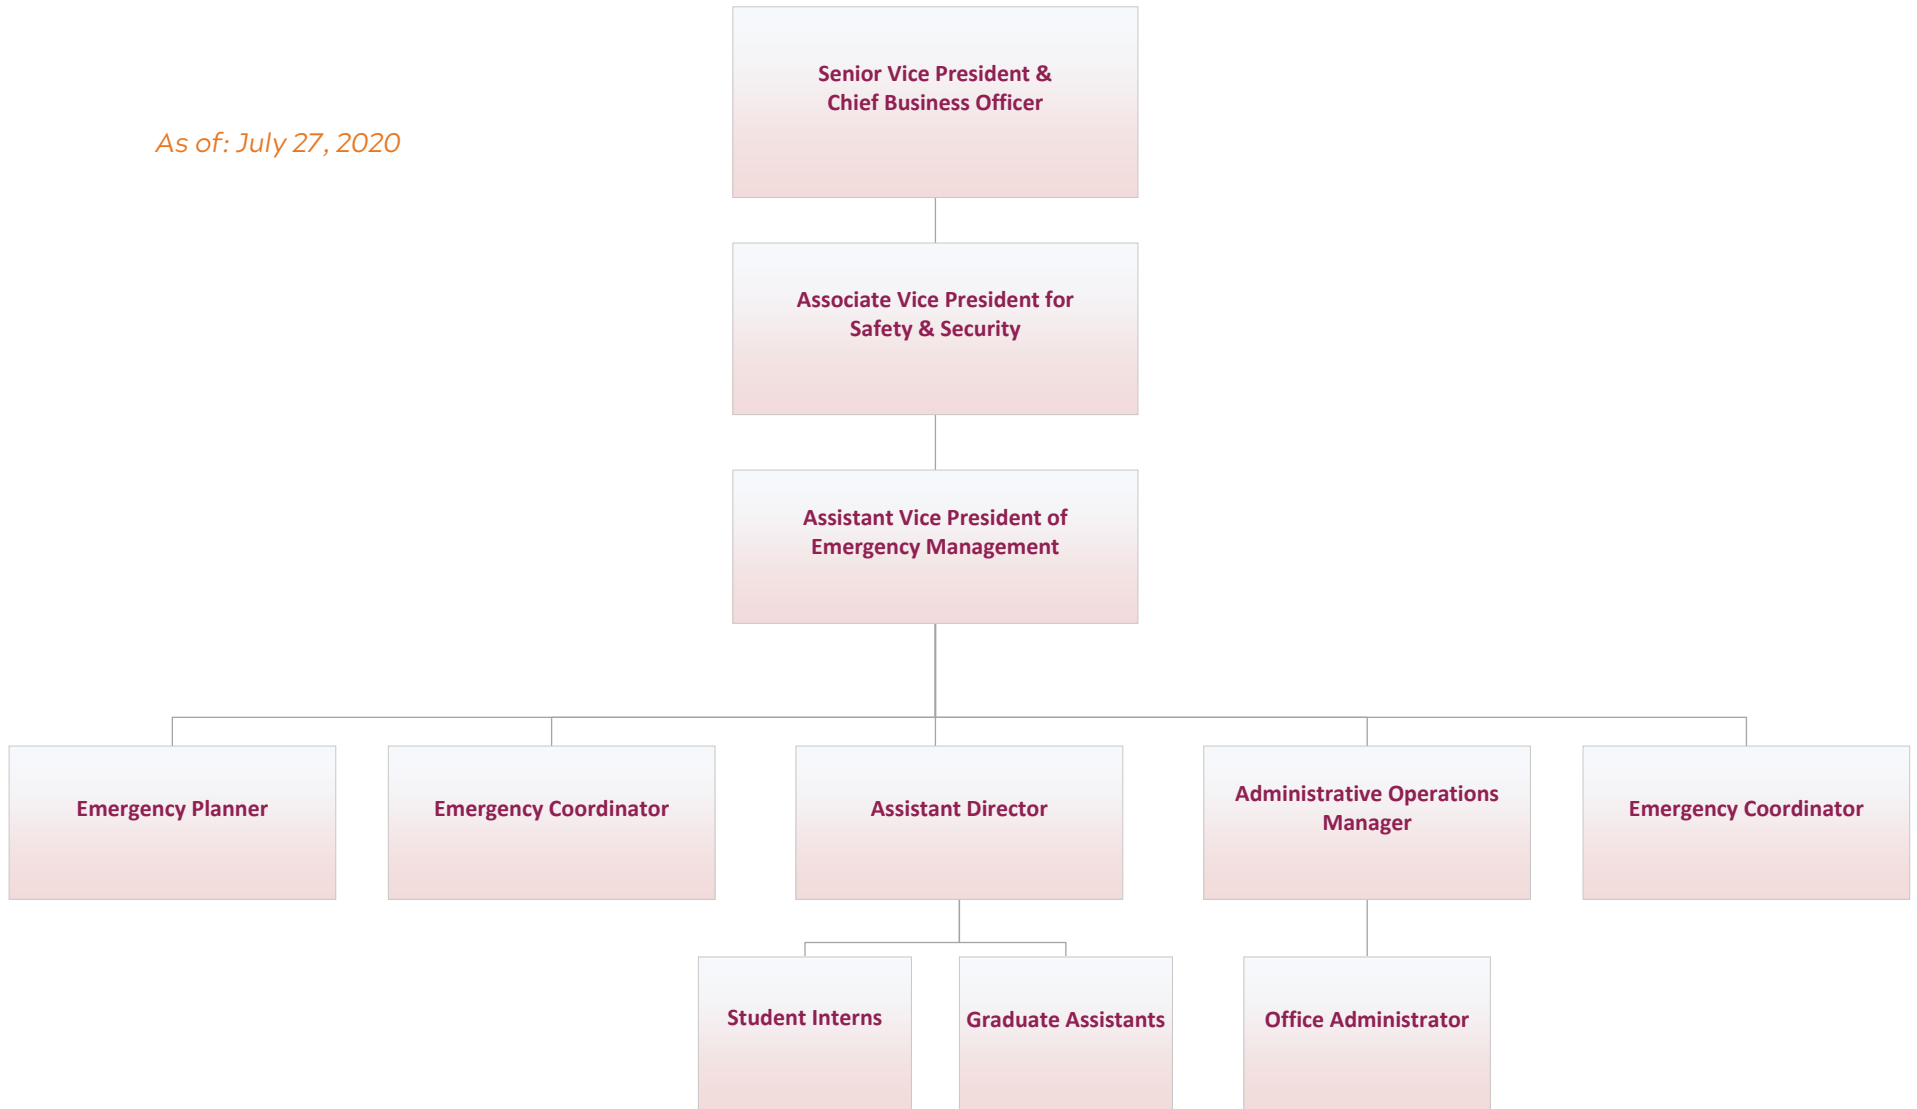 Senior Vice President &
Chief Business Officer
As of: July 27, 2020
Associate Vice President for
Safety & Security
Assistant Vice President of
Emergency Management
Emergency Planner
Emergency Coordinator
Assistant Director
Administrative Operations
Manager
Emergency Coordinator
Student Interns
Graduate Assistants
Office Administrator